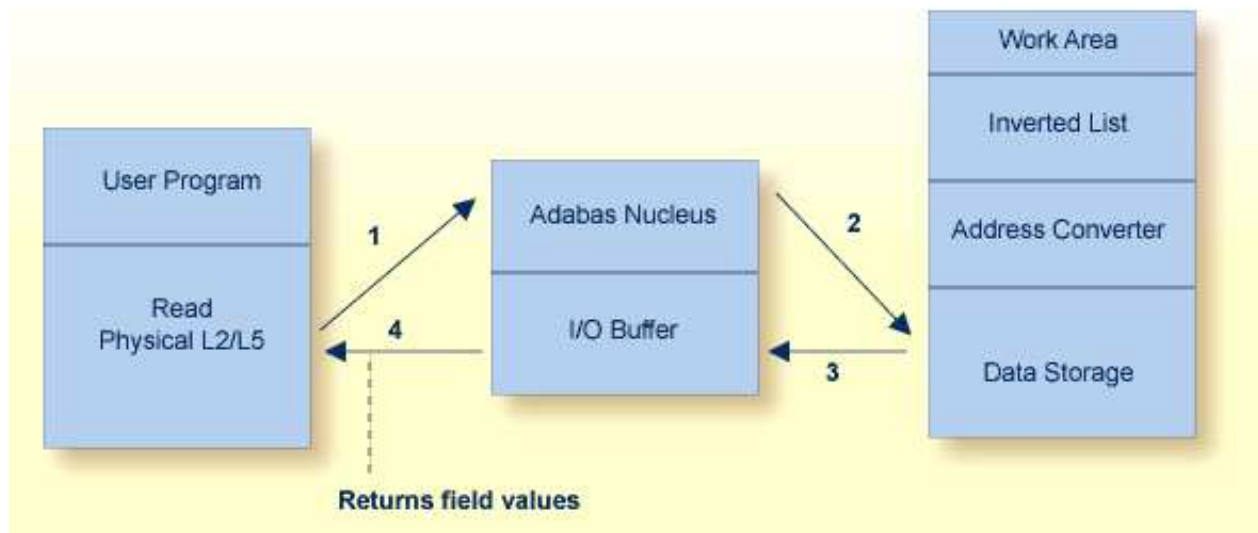 User Program
Read
Physical L2/L5
1
4
Returns field values
Adabas Nucleus
I/O Buffer
2
3
Work Area
Inverted List
Address Converter
Data Storage